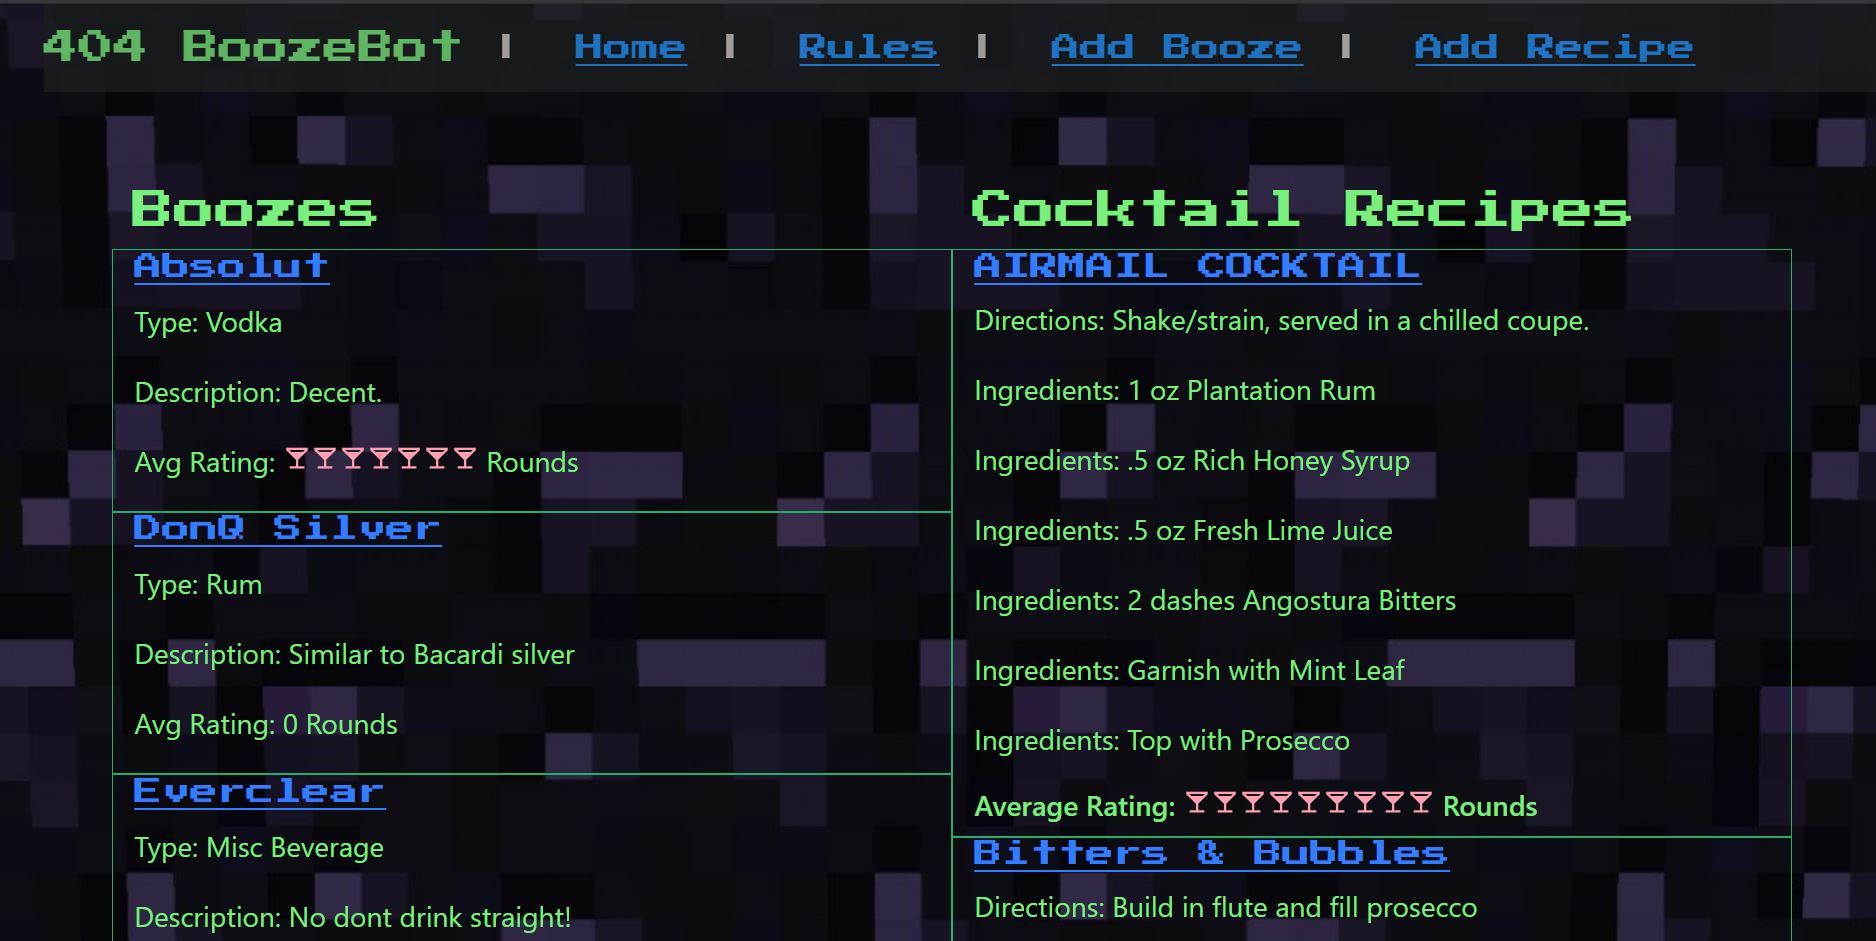 404 BoozeBot | Home | Rules | Add Booze | Add Recipe
Boozes
Absolut
Type: Vodka
Description: Decent.
Avg Rating: Rounds
DonQ Silver
Type: Rum
Description: Similar to Bacardi silver
Avg Rating: 0 Rounds
Everclear
Type: Misc Beverage
Description: No dont drink straight!
Cocktail Recipes
AIRMAIL COCKTAIL
Directions: Shake/strain, served in a chilled coupe.
Ingredients: 1 oz Plantation Rum
Ingredients: .5 oz Rich Honey Syrup
Ingredients: .5 oz Fresh Lime Juice
Ingredients: 2 dashes Angostura Bitters
Ingredients: Garnish with Mint Leaf
Ingredients: Top with Prosecco
Average Rating: Rounds
Bitters & Bubbles
Directions: Build in flute and fill prosecco